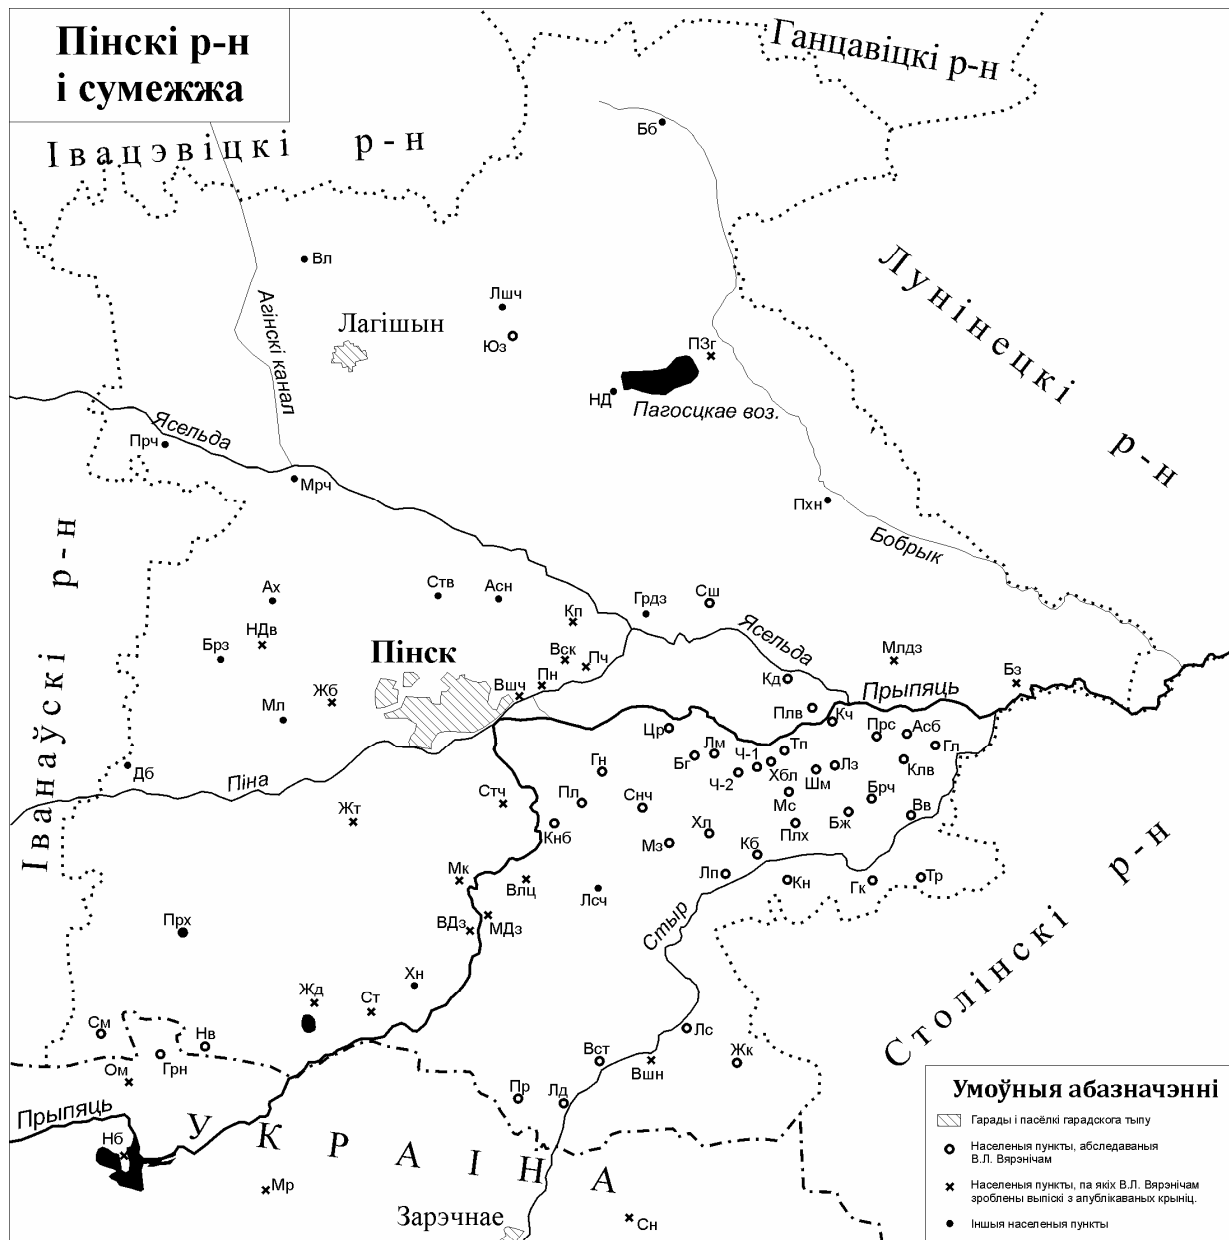 Пінскі р-н
і сумежжа
Ганцавіцкі р-н
Івацэвіцкі р-н
Бб
Вл
Лунінецкі р-н
Агінскі канал
Лшч
Лагішын
Юз
ПЗг
НД
Пагосцкае воз.
Ясельда
Прч
Мрч
Пхн
Бобрык
Іванаўскі р-н
Ах
Ств
Асн
Кп
Грдз
Сш
НДв
Брз
Пінск
Вск
Пч
Ясельда
Млдз
Жб
Вшч
Пн
Кд
Прыпяць
Бз
Мл
Плв
Кч
Цр
Прс
Асб
Гл
Дб
Піна
Гн
Бг
Лм
Ч-1
Тп
Ч-2
Хбл
Шм
Лз
Клв
Жт
Стч
Пл
Снч
Мс
Брч
Кнб
Хл
Плх
Бж
Вв
Мз
Кб
Мк
Влц
Лсч
Лп
Кн
Гк
Тр
Прх
ВДз
МДз
Стыр
Столінскі р-н
Хн
Жд
Ст
См
Нв
Лс
Грн
Ом
Вст
Вшн
Жк
Прыпяць
Пр
Лд
УКРАІНА
Нб
Мр
Зарэчнае
Сн
Умоўныя абазначэнні
Гарады і пасёлкі гарадскога тыпу
Населеныя пункты, абследаваныя
В.Л. Вярэнічам
Населеныя пункты, па якіх В.Л. Вярэнічам
зроблены выпіскі з апублікаваных крыніц.
Іншыя населеныя пункты